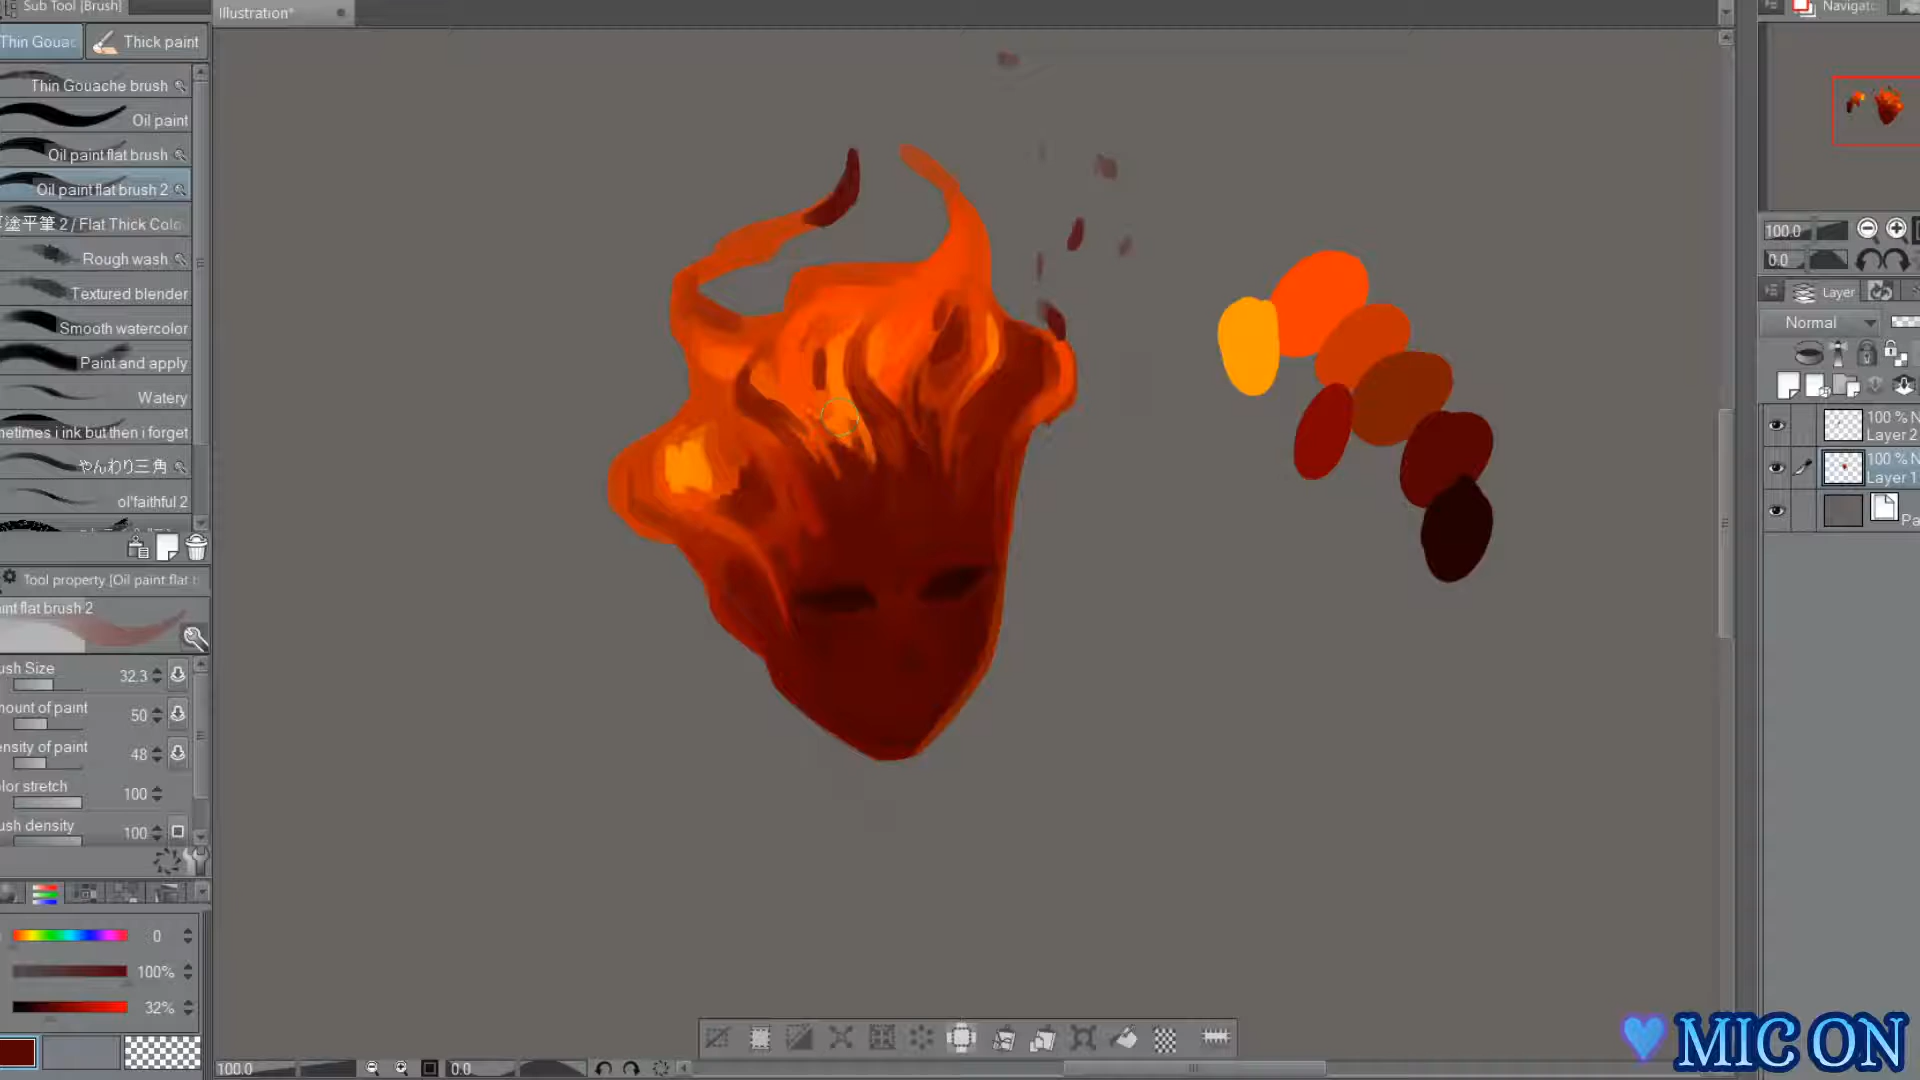 Sub Tool [Brush]
Illustration*
Navigato
Thin Gouac
Thick paint
Thin Gouache brush
Oil paint
Oil paint flat brush
Oil paint flat brush 2
塗平筆 2 / Flat Thick Colo
Rough wash
Textured blender
Smooth watercolor
Paint and apply
Watery
netimes i ink but then i forget
やんわり三角
ol'faithful 2
Tool property [Oil paint flat b
int flat brush 2
ush Size
32.3
mount of paint
50
ensity of paint
48
lor stretch
100
ush density
100
0
100%
32%
100.0
0.0
100.0
0.0
Layer
Normal
100 % N
Layer 2
100 % N
Layer 1
Pa
MIC ON